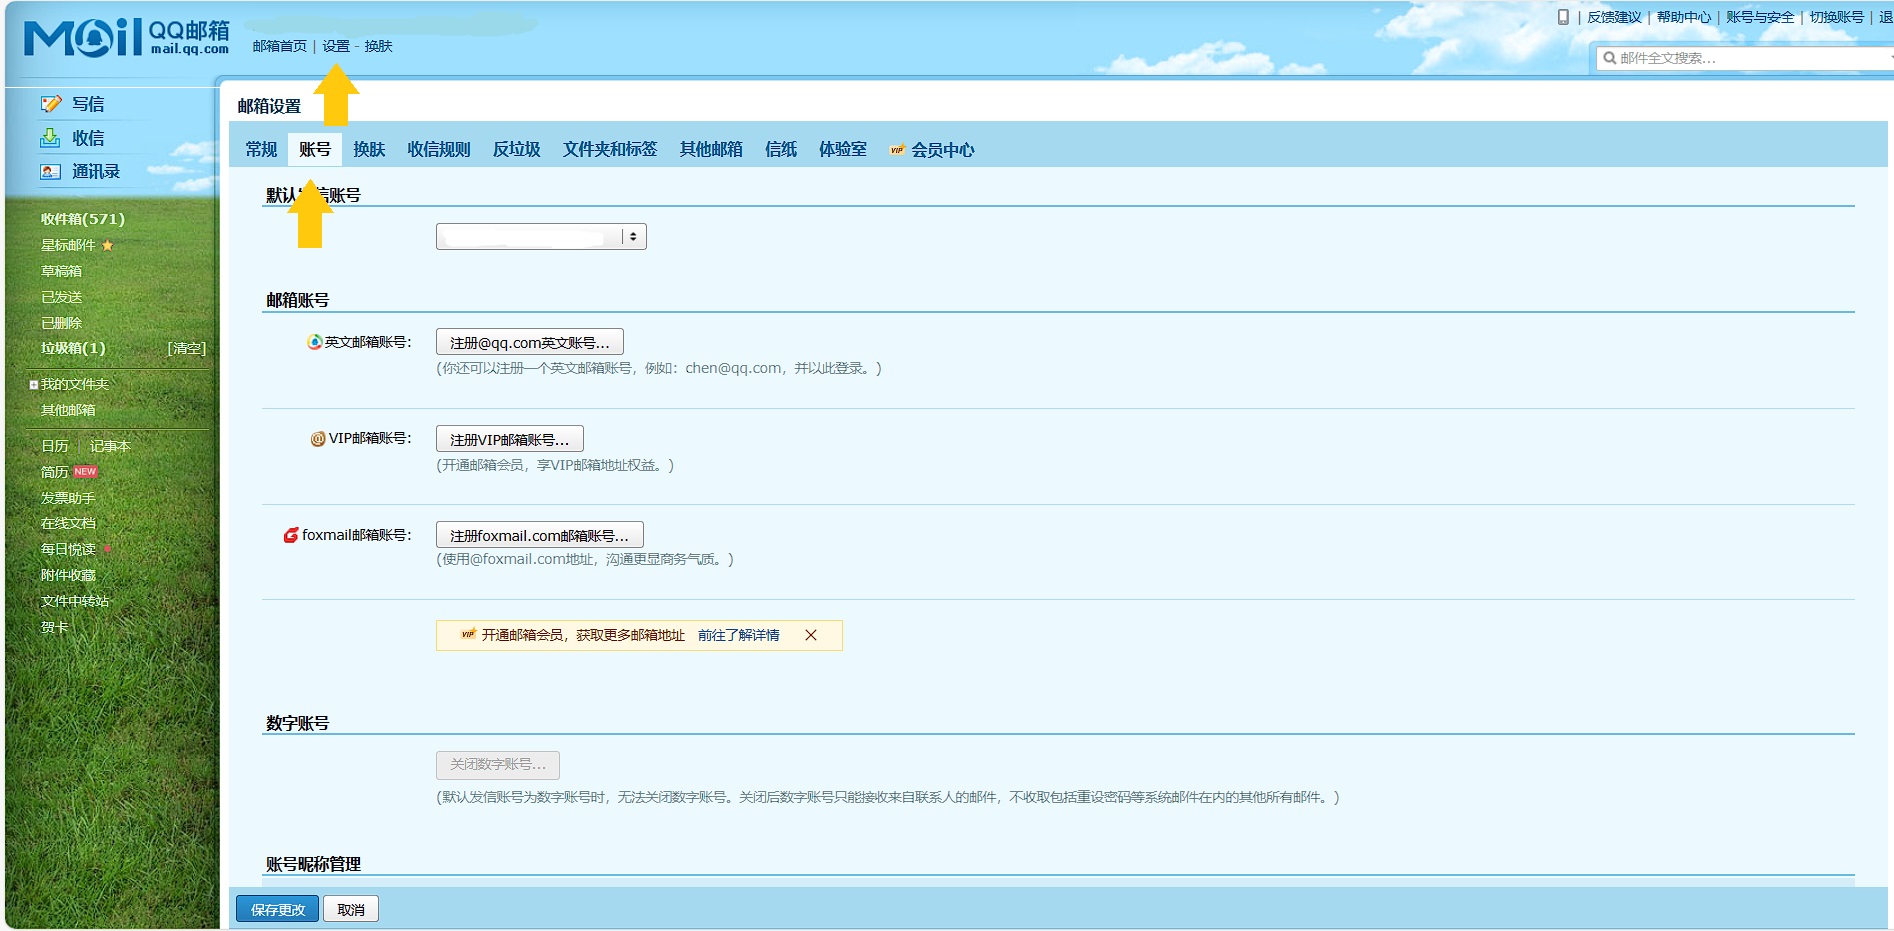 Mail QQ邮箱
mail.qq.com
邮箱首页 | 设置 - 换肤
| 反馈建议 | 帮助中心 | 账号与安全 | 切换账号 | 退
邮件全文搜索...
写信
收信
通讯录
收件箱(571)
星标邮件
草稿箱
已发送
已删除
垃圾箱(1) [清空]
我的文件夹
其他邮箱
日历 | 记事本
简历 NEW
发票助手
在线文档
每日悦读
附件收藏
文件中转站
贺卡
邮箱设置
常规 账号 换肤 收信规则 反垃圾 文件夹和标签 其他邮箱 信纸 体验室 VIP 会员中心
默认发信账号
邮箱账号
英文邮箱账号： 注册@qq.com英文账号...
(你还可以注册一个英文邮箱账号，例如：chen@qq.com，并以此登录。)
VIP邮箱账号： 注册VIP邮箱账号...
(开通邮箱会员，享VIP邮箱地址权益。)
foxmail邮箱账号： 注册foxmail.com邮箱账号...
(使用@foxmail.com地址，沟通更显商务气质。)
VIP 开通邮箱会员，获取更多邮箱地址 前往了解详情
数字账号
关闭数字账号...
(默认发信账号为数字账号时，无法关闭数字账号。关闭后数字账号只能接收来自联系人的邮件，不收取包括重设密码等系统邮件在内的其他所有邮件。)
账号昵称管理
保存更改 取消